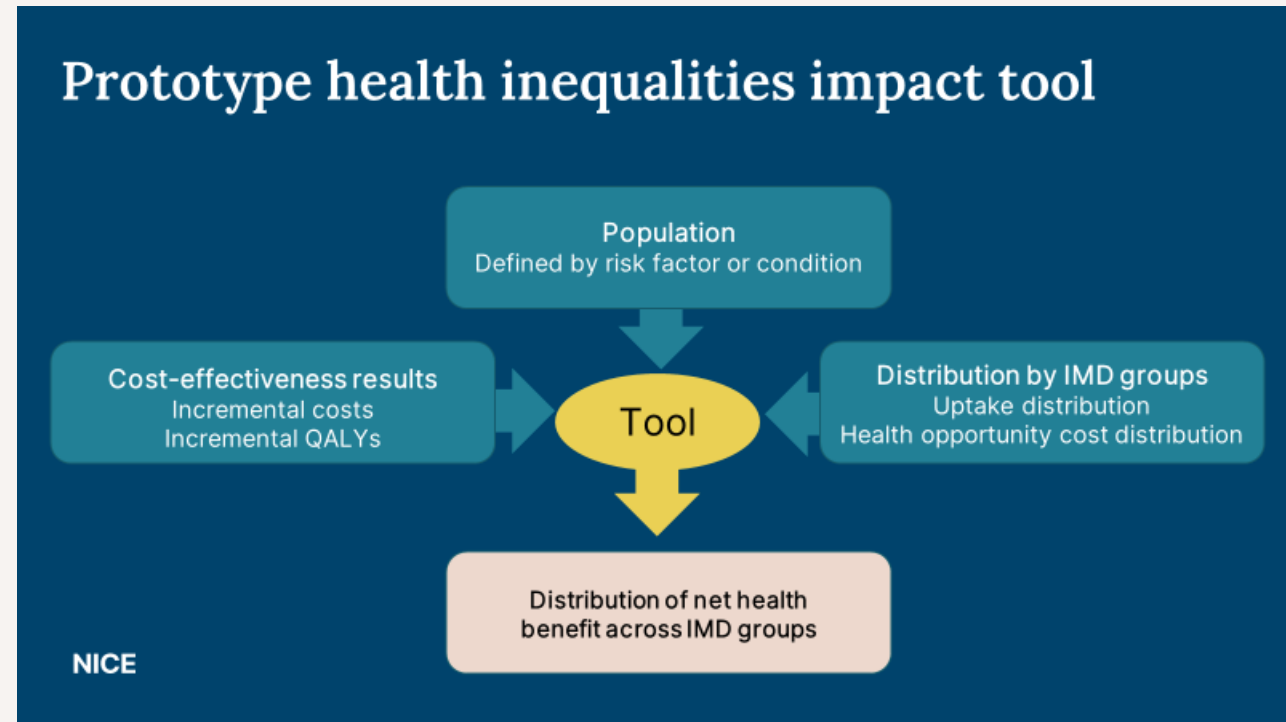 Prototype health inequalities impact tool
Population
Defined by risk factor or condition
Cost-effectiveness results
Incremental costs
Incremental QALYs
Tool
Distribution by IMD groups
Uptake distribution
Health opportunity cost distribution
Distribution of net health
benefit across IMD groups
NICE